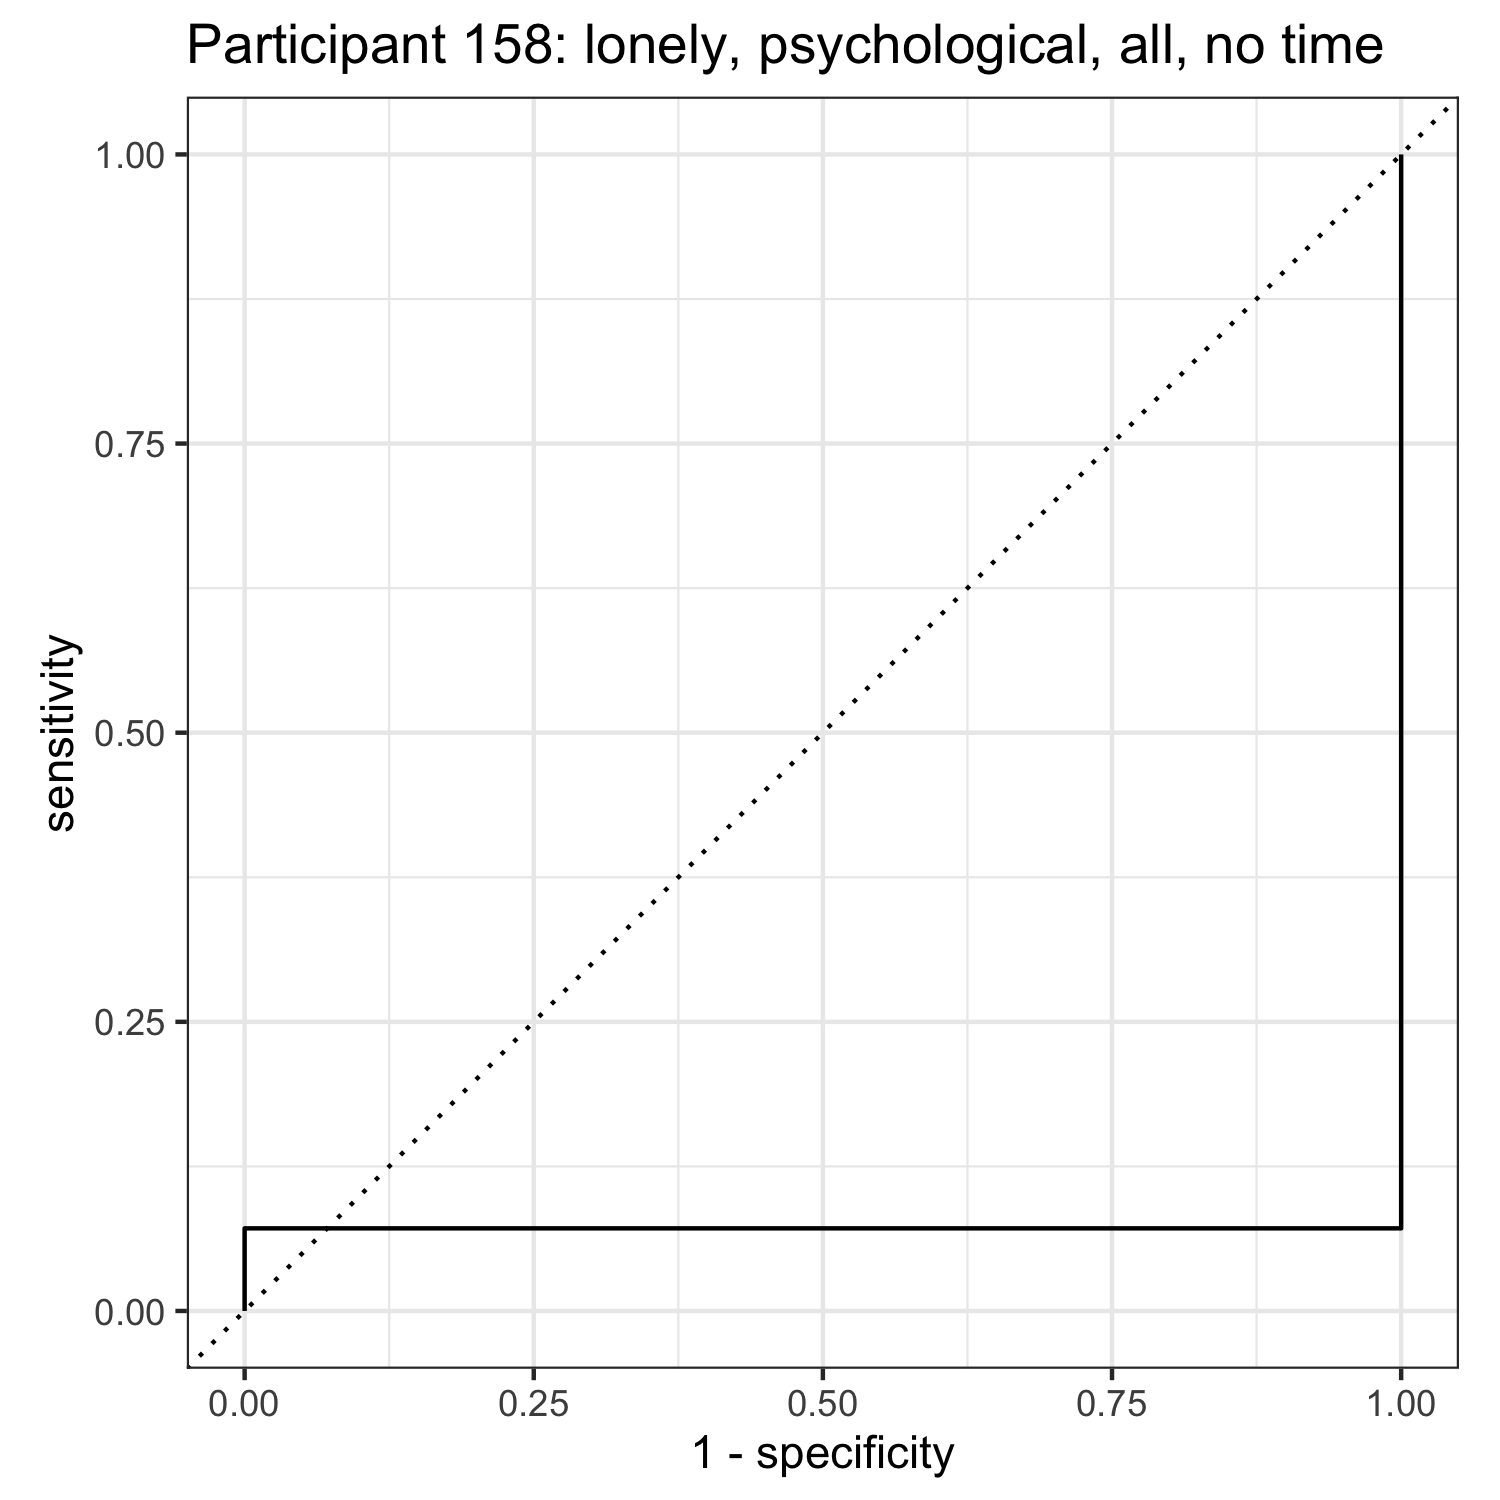 Participant 158: lonely, psychological, all, no time
1.00
0.75
0.50
0.25
0.00
sensitivity
0.00 0.25 0.50 0.75 1.00
1 - specificity